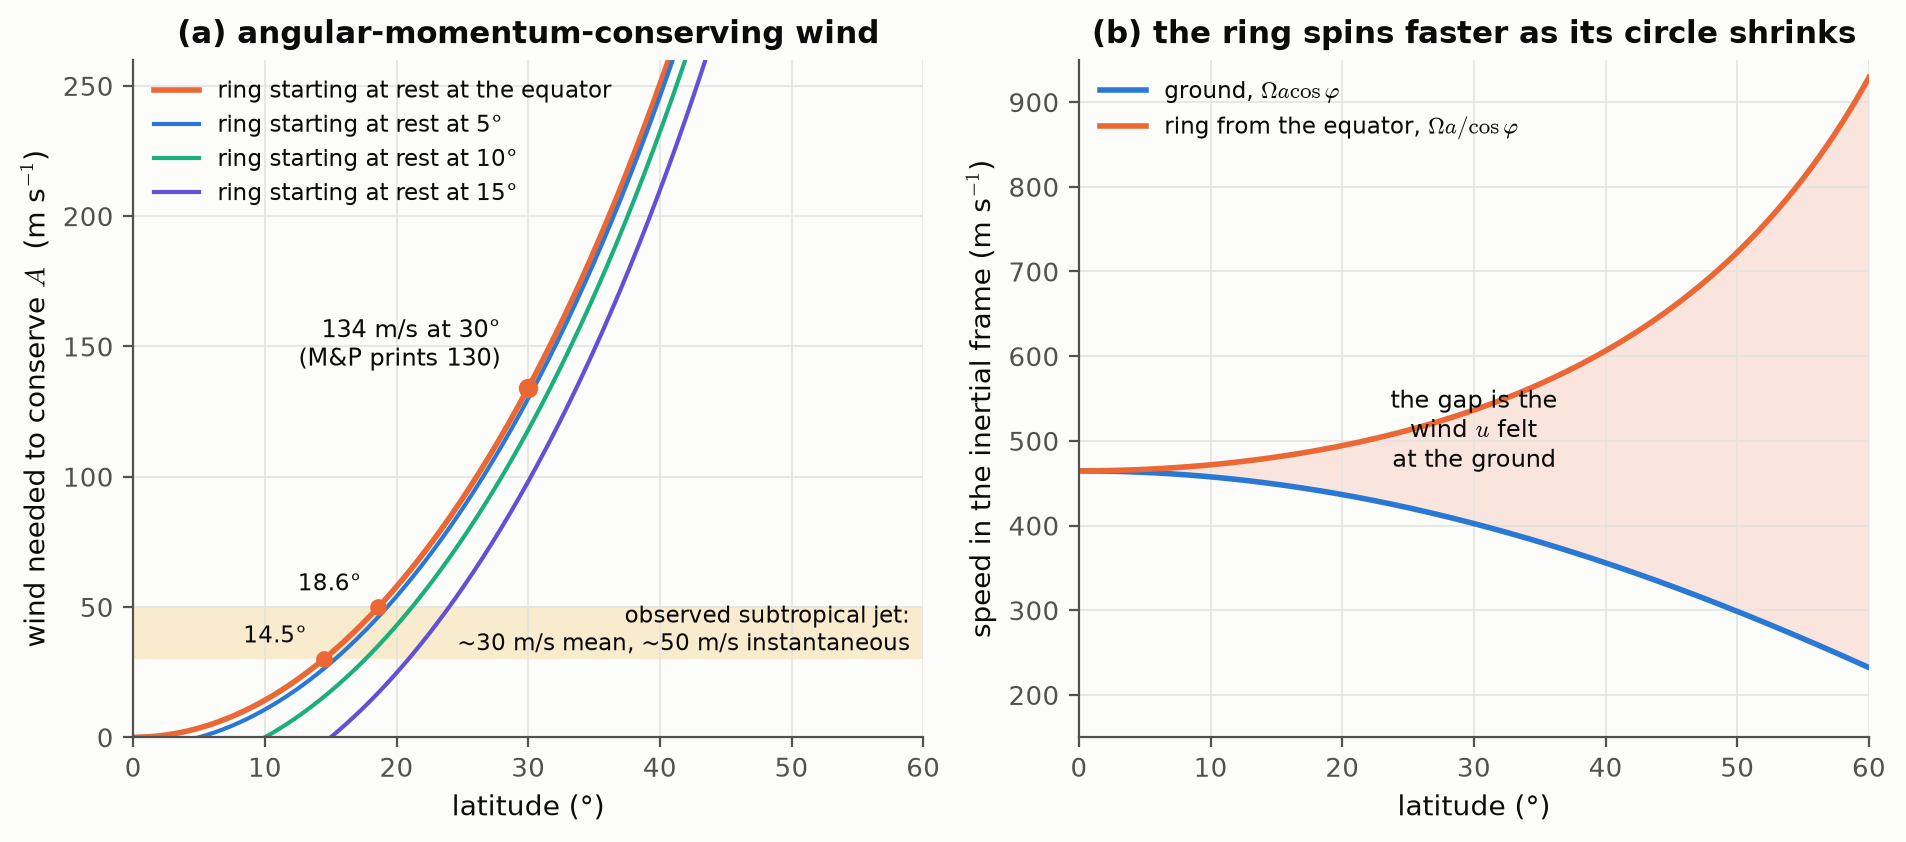 (a) angular-momentum-conserving wind
wind needed to conserve A (m s⁻¹)
250
200
150
100
50
0
ring starting at rest at the equator
ring starting at rest at 5°
ring starting at rest at 10°
ring starting at rest at 15°
134 m/s at 30°
(M&P prints 130)
18.6°
14.5°
observed subtropical jet:
~30 m/s mean, ~50 m/s instantaneous
0 10 20 30 40 50 60
latitude (°)
(b) the ring spins faster as its circle shrinks
speed in the inertial frame (m s⁻¹)
900
800
700
600
500
400
300
200
ground, Ωa cos φ
ring from the equator, Ωa/cos φ
the gap is the
wind u felt
at the ground
0 10 20 30 40 50 60
latitude (°)